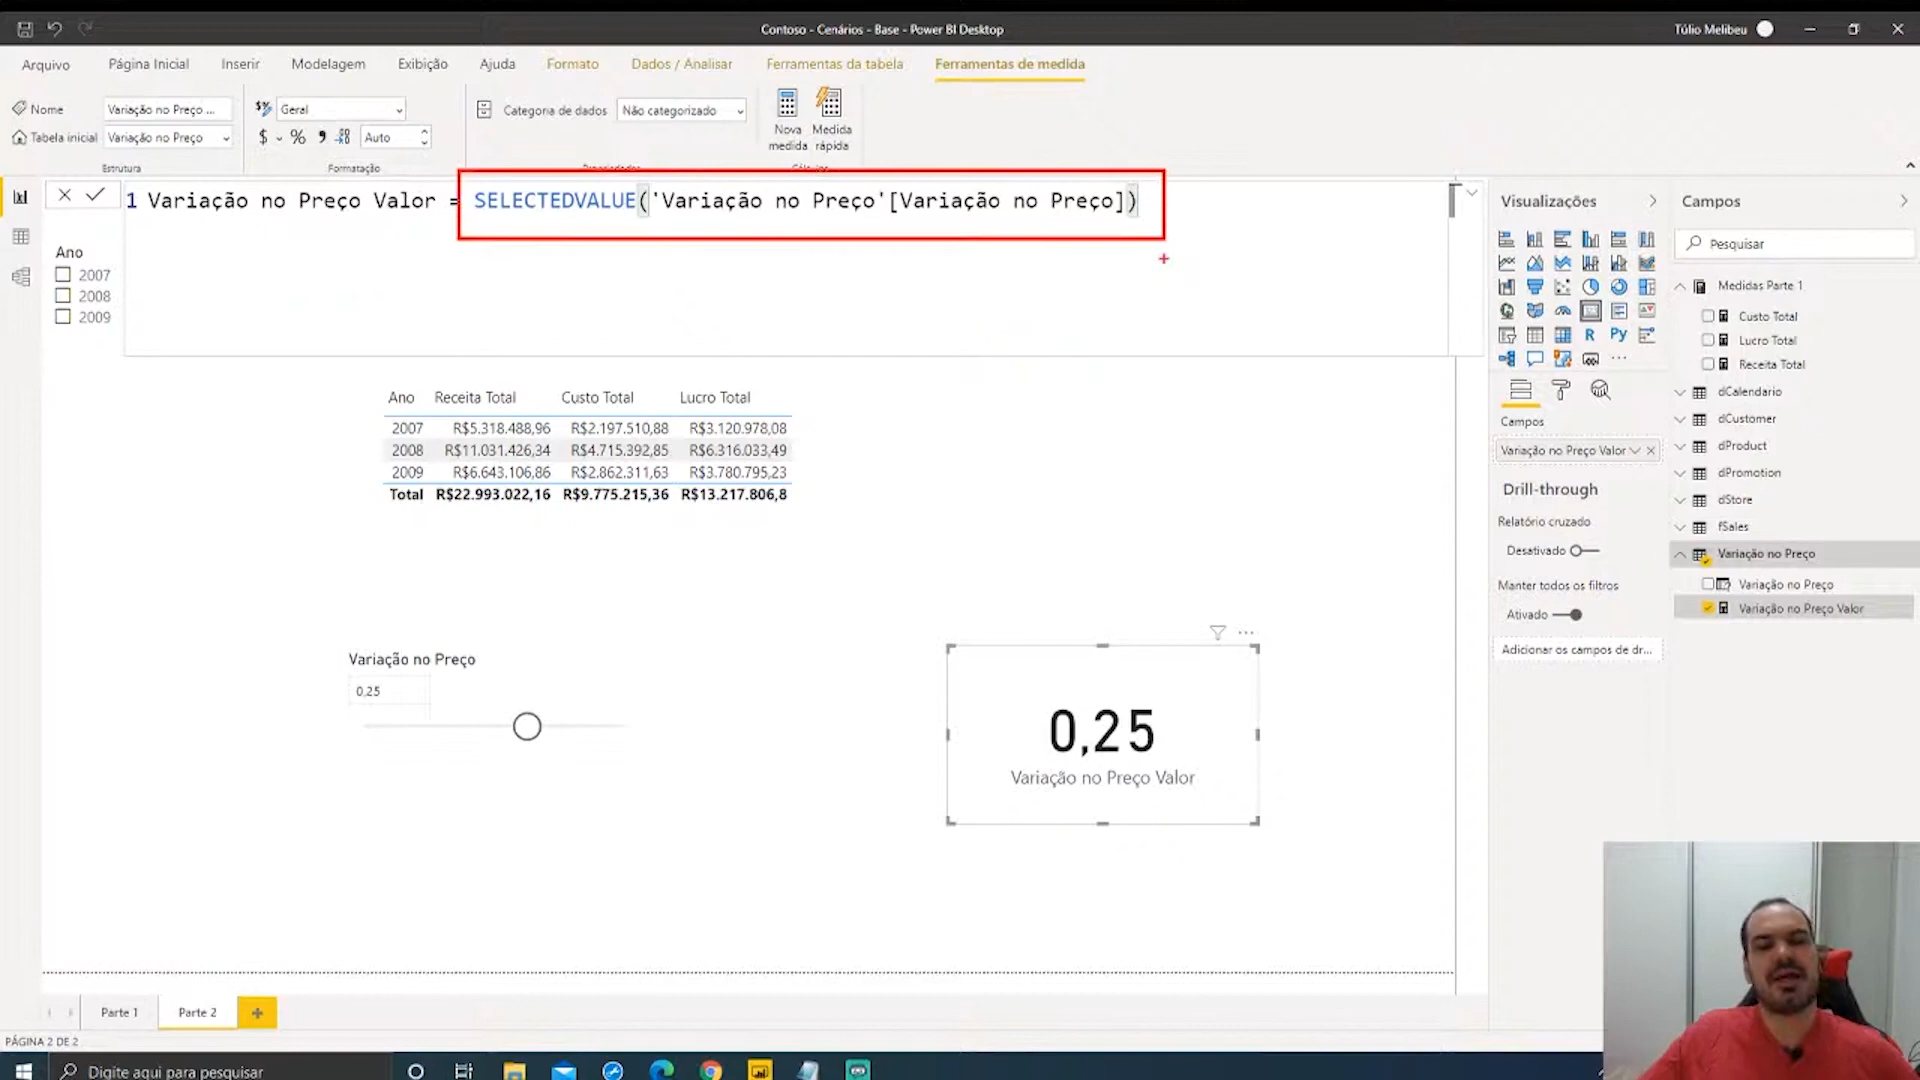 Contoso - Cenários - Base - Power BI Desktop
Túlio Melibeu
Arquivo
Página Inicial
Inserir
Modelagem
Exibição
Ajuda
Formato
Dados / Analisar
Ferramentas da tabela
Ferramentas de medida
Nome
Variação no Preço ...
Geral
Categoria de dados
Não categorizado
Nova medida
Medida rápida
Tabela inicial
Variação no Preço
$
%
Auto
Estrutura
Formatação
1 Variação no Preço Valor = SELECTEDVALUE('Variação no Preço'[Variação no Preço])
Ano
2007
2008
2009
Ano Receita Total Custo Total Lucro Total
2007 R$5.318.488,96 R$2.197.510,88 R$3.120.978,08
2008 R$11.031.426,34 R$4.715.392,85 R$6.316.033,49
2009 R$6.643.106,86 R$2.862.311,63 R$3.780.795,23
Total R$22.993.022,16 R$9.775.215,36 R$13.217.806,8
Variação no Preço
0,25
0,25
Variação no Preço Valor
Visualizações
R
Py
Campos
Variação no Preço Valor
Drill-through
Relatório cruzado
Desativado
Manter todos os filtros
Ativado
Adicionar os campos de dr...
Campos
Pesquisar
Medidas Parte 1
Custo Total
Lucro Total
Receita Total
dCalendario
dCustomer
dProduct
dPromotion
dStore
fSales
Variação no Preço
Variação no Preço
Variação no Preço Valor
Parte 1
Parte 2
PÁGINA 2 DE 2
Digite aqui para pesquisar